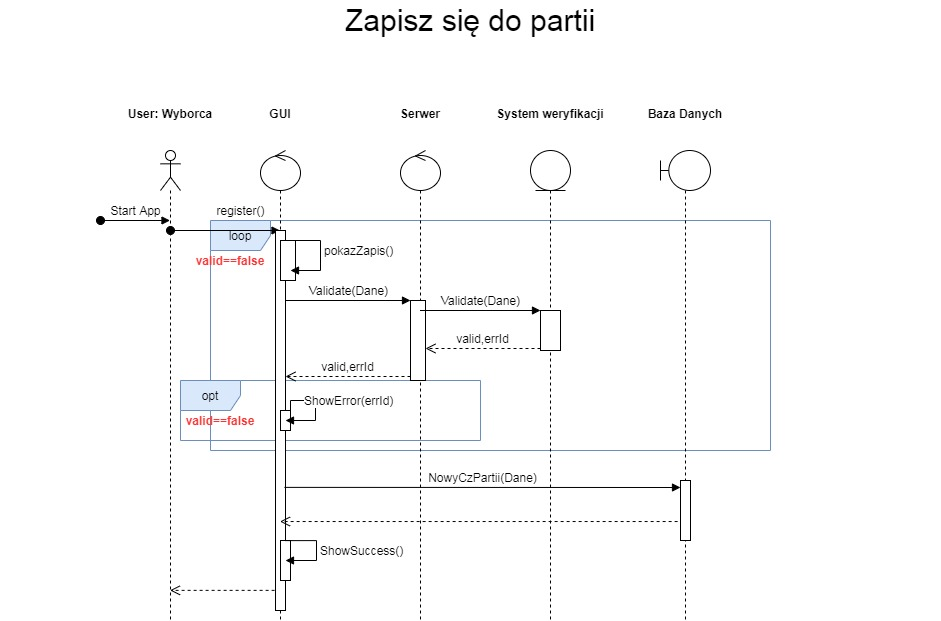 Zapisz się do partii
User: Wyborca
GUI
Serwer
System weryfikacji
Baza Danych
Start App
register()
loop
valid==false
pokazZapis()
Validate(Dane)
Validate(Dane)
valid,errId
valid,errId
opt
valid==false
ShowError(errId)
NowyCzPartii(Dane)
ShowSuccess()